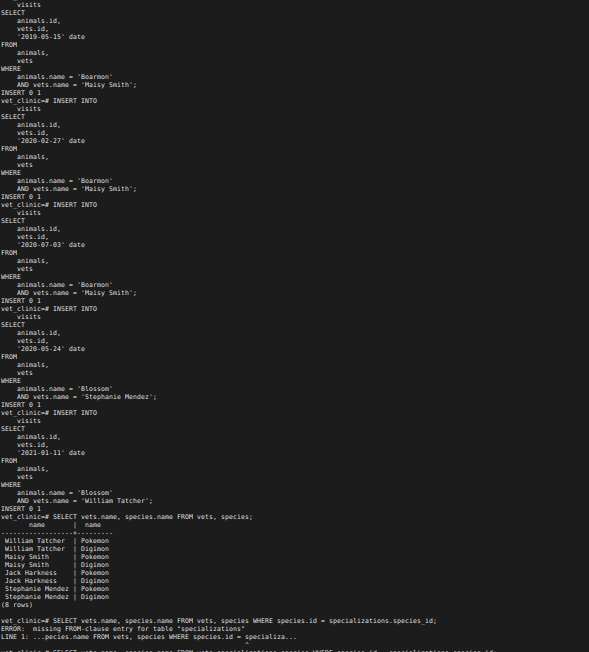 visits
SELECT
    animals.id,
    vets.id,
    '2019-05-15' date
FROM
    animals,
    vets
WHERE
    animals.name = 'Boarmon'
    AND vets.name = 'Maisy Smith';
INSERT 0 1
vet_clinic=# INSERT INTO
    visits
SELECT
    animals.id,
    vets.id,
    '2020-02-27' date
FROM
    animals,
    vets
WHERE
    animals.name = 'Boarmon'
    AND vets.name = 'Maisy Smith';
INSERT 0 1
vet_clinic=# INSERT INTO
    visits
SELECT
    animals.id,
    vets.id,
    '2020-07-03' date
FROM
    animals,
    vets
WHERE
    animals.name = 'Boarmon'
    AND vets.name = 'Maisy Smith';
INSERT 0 1
vet_clinic=# INSERT INTO
    visits
SELECT
    animals.id,
    vets.id,
    '2020-05-24' date
FROM
    animals,
    vets
WHERE
    animals.name = 'Blossom'
    AND vets.name = 'Stephanie Mendez';
INSERT 0 1
vet_clinic=# INSERT INTO
    visits
SELECT
    animals.id,
    vets.id,
    '2021-01-11' date
FROM
    animals,
    vets
WHERE
    animals.name = 'Blossom'
    AND vets.name = 'William Tatcher';
INSERT 0 1
vet_clinic=# SELECT vets.name, species.name FROM vets, species;
       name       |  name
------------------+---------
 William Tatcher  | Pokemon
 William Tatcher  | Digimon
 Maisy Smith      | Pokemon
 Maisy Smith      | Digimon
 Jack Harkness    | Pokemon
 Jack Harkness    | Digimon
 Stephanie Mendez | Pokemon
 Stephanie Mendez | Digimon
(8 rows)

vet_clinic=# SELECT vets.name, species.name FROM vets, species WHERE species.id = specializations.species_id;
ERROR:  missing FROM-clause entry for table "specializations"
LINE 1: ...pecies.name FROM vets, species WHERE species.id = specializa...
                                                             ^